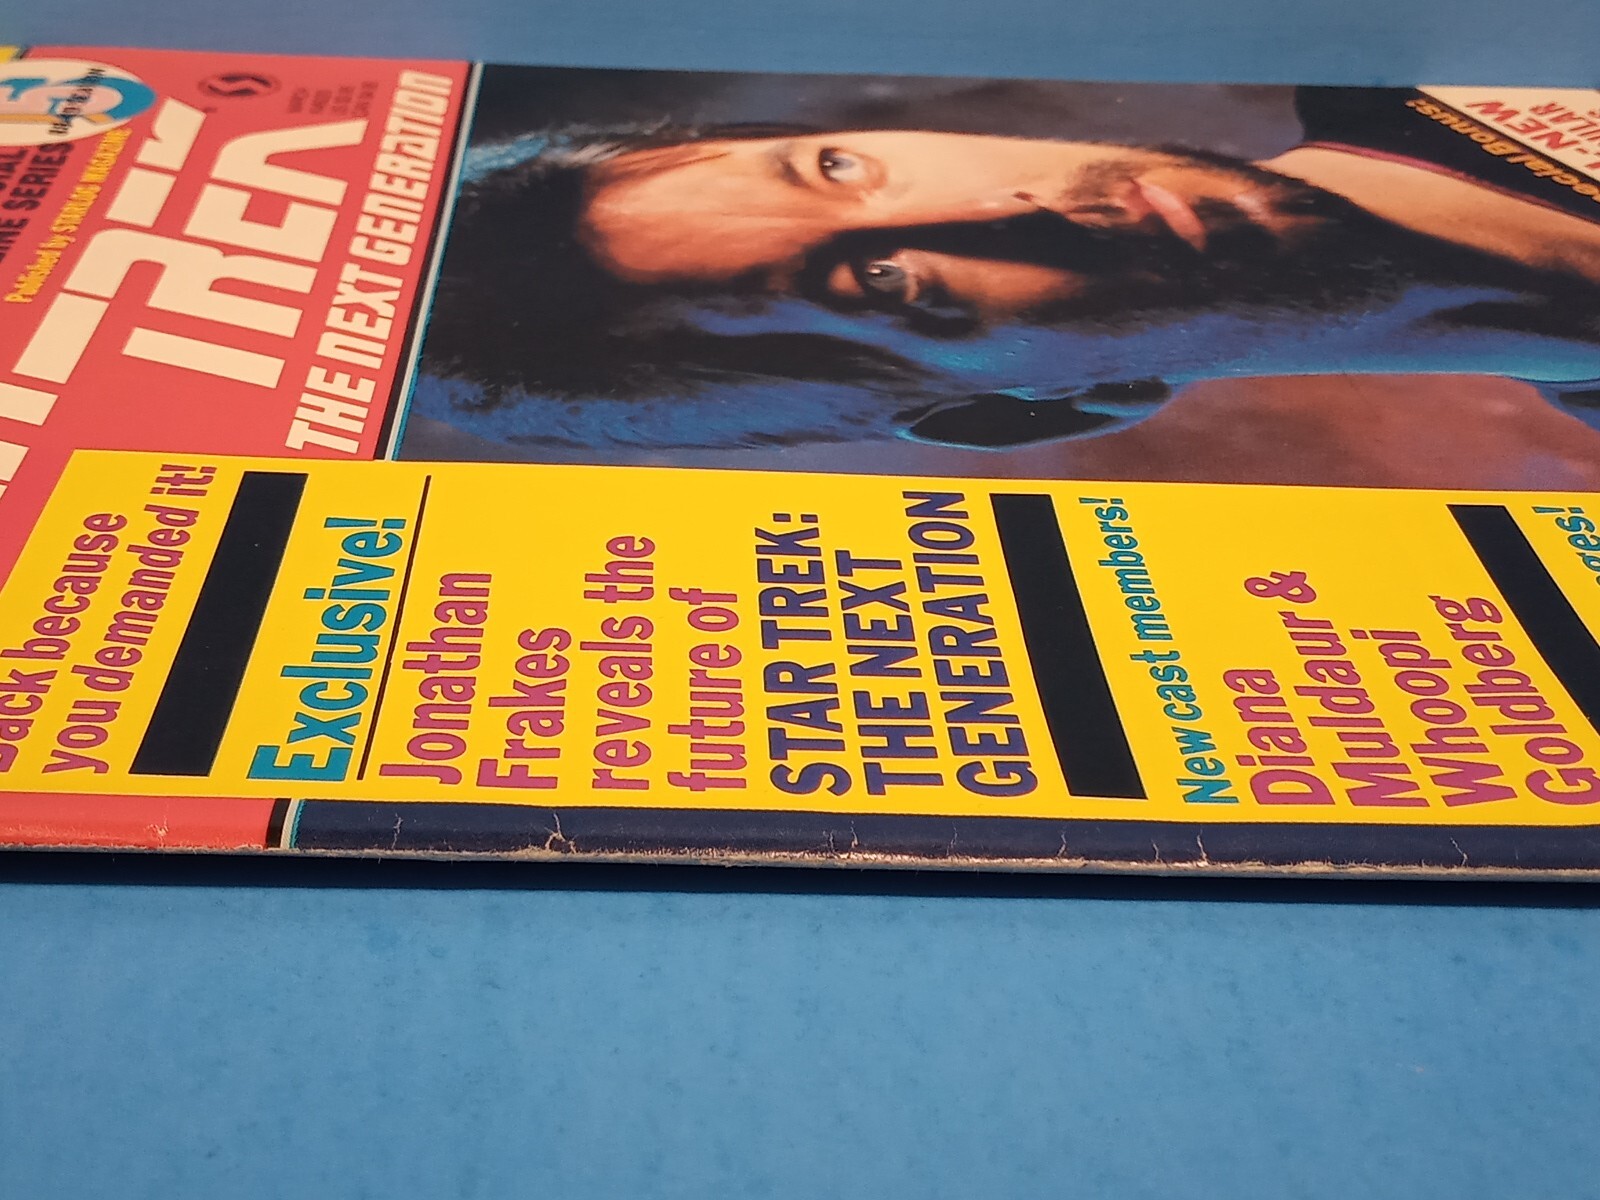 Published by STARLOG MAGAZINE
TREK
THE NEXT GENERATION
back because
you demanded it!
Exclusive!
Jonathan
Frakes
reveals the
future of
STAR TREK:
THE NEXT
GENERATION
New cast members!
Diana
Muldaur &
Whoopi
Goldberg
Bonus:
NEW